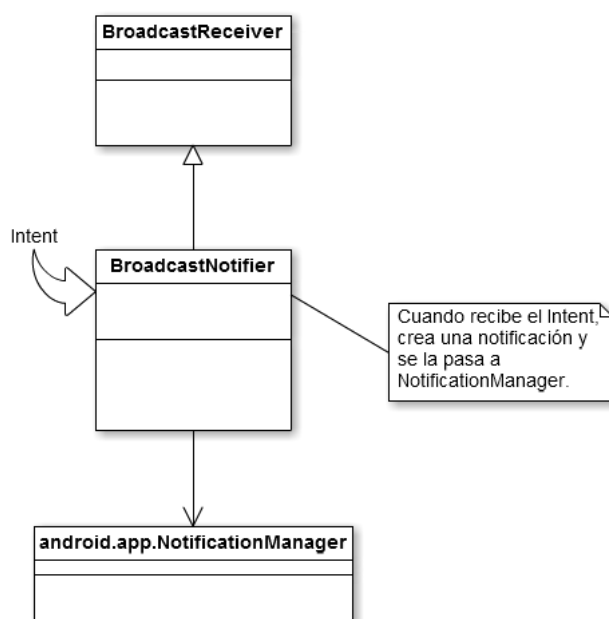 BroadcastReceiver
Intent
BroadcastNotifier
Cuando recibe el Intent,
crea una notificación y
se la pasa a
NotificationManager.
android.app.NotificationManager